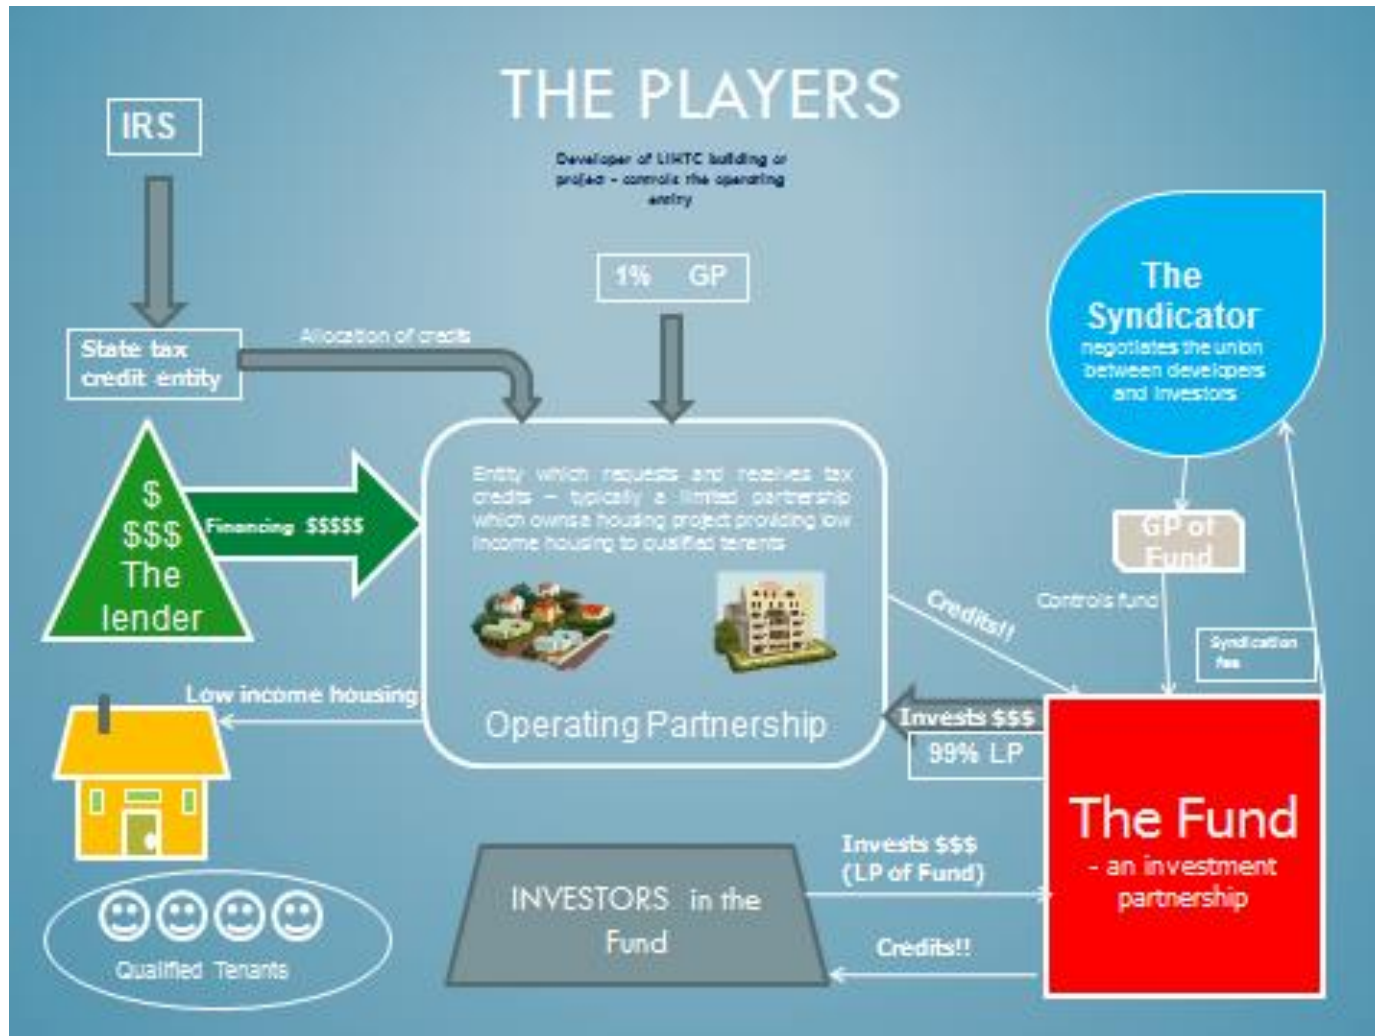 THE PLAYERS
IRS
Developer of LIHTC building or
project - controls the operating
entity
1% GP
The
Syndicator
negotiates the union
between developers
and investors
State tax
credit entity
Allocation of credits
$
$$$
The
lender
Financing $$$$$
Entity which requests and receives tax
credits – typically a limited partnership
which owns a housing project providing low
income housing to qualified tenants
GP of
Fund
Controls fund
Credits!!
Syndication
fee
Low income housing
Operating Partnership
Invests $$$
99% LP
The Fund
- an investment
partnership
Invests $$$
(LP of Fund)
INVESTORS in the
Fund
Credits!!
Qualified Tenants